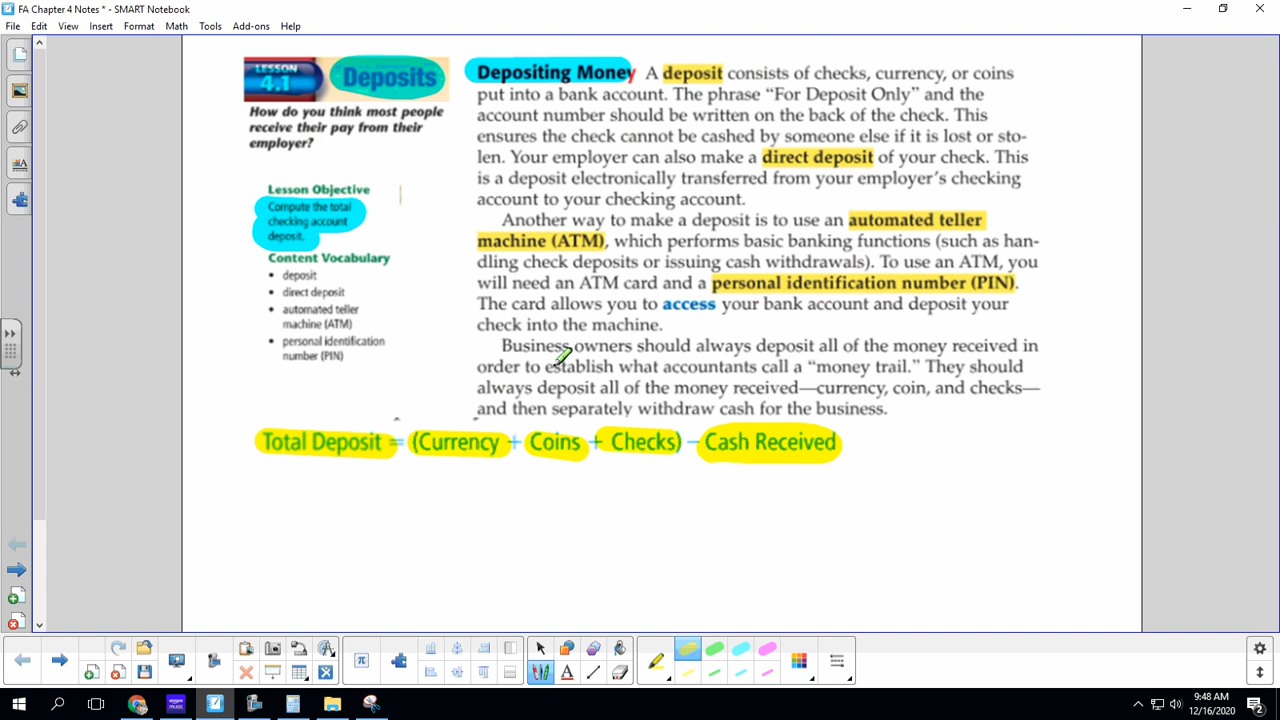 FA Chapter 4 Notes * - SMART Notebook
File Edit View Insert Format Math Tools Add-ons Help
LESSON
4.1
Deposits
How do you think most people
receive their pay from their
employer?
Lesson Objective
Compute the total
checking account
deposit.
Content Vocabulary
• deposit
• direct deposit
• automated teller
machine (ATM)
• personal identification
number (PIN)
Depositing Money A deposit consists of checks, currency, or coins
put into a bank account. The phrase “For Deposit Only” and the
account number should be written on the back of the check. This
ensures the check cannot be cashed by someone else if it is lost or sto-
len. Your employer can also make a direct deposit of your check. This
is a deposit electronically transferred from your employer’s checking
account to your checking account.
Another way to make a deposit is to use an automated teller
machine (ATM), which performs basic banking functions (such as han-
dling check deposits or issuing cash withdrawals). To use an ATM, you
will need an ATM card and a personal identification number (PIN).
The card allows you to access your bank account and deposit your
check into the machine.
Business owners should always deposit all of the money received in
order to establish what accountants call a “money trail.” They should
always deposit all of the money received—currency, coin, and checks—
and then separately withdraw cash for the business.
Total Deposit = (Currency + Coins + Checks) − Cash Received
9:48 AM
12/16/2020
2